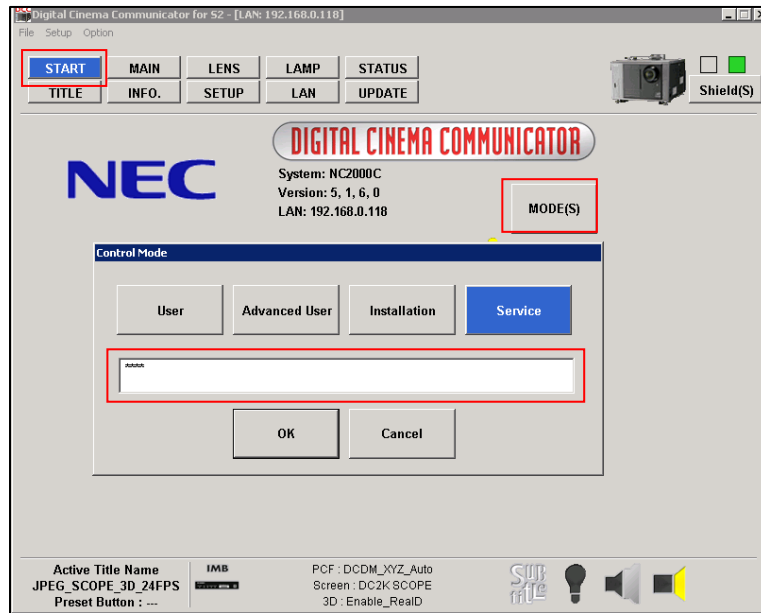 Digital Cinema Communicator for S2 - [LAN: 192.168.0.118]
File Setup Option
START MAIN LENS LAMP STATUS
TITLE INFO. SETUP LAN UPDATE
Shield(S)
NEC
DIGITAL CINEMA COMMUNICATOR
System: NC2000C
Version: 5, 1, 6, 0
LAN: 192.168.0.118
MODE(S)
Control Mode
User Advanced User Installation Service
****
OK Cancel
Active Title Name
JPEG_SCOPE_3D_24FPS
Preset Button : ---
IMB
PCF : DCDM_XYZ_Auto
Screen : DC2K SCOPE
3D : Enable_RealD
SUB
TITLE